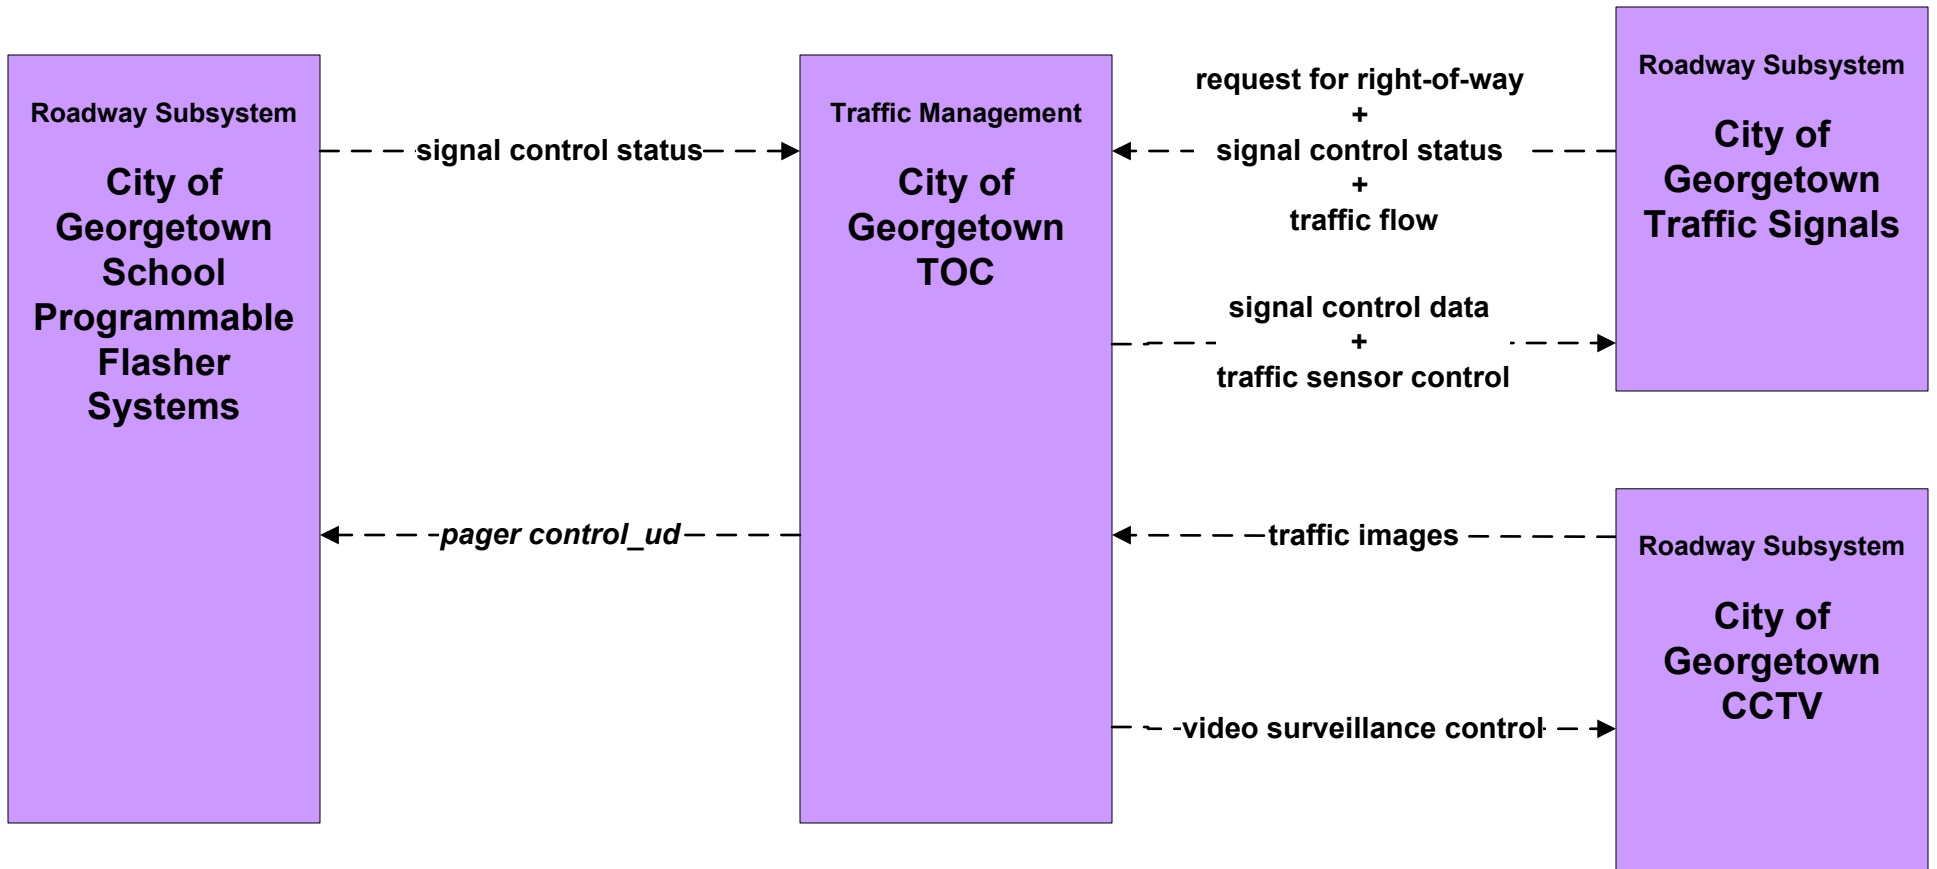 Roadway Subsystem
City of
Georgetown
School
Programmable
Flasher
Systems
signal control status
pager control_ud
Traffic Management
City of
Georgetown
TOC
request for right-of-way
+
signal control status
+
traffic flow
signal control data
+
traffic sensor control
traffic images
video surveillance control
Roadway Subsystem
City of
Georgetown
Traffic Signals
Roadway Subsystem
City of
Georgetown
CCTV